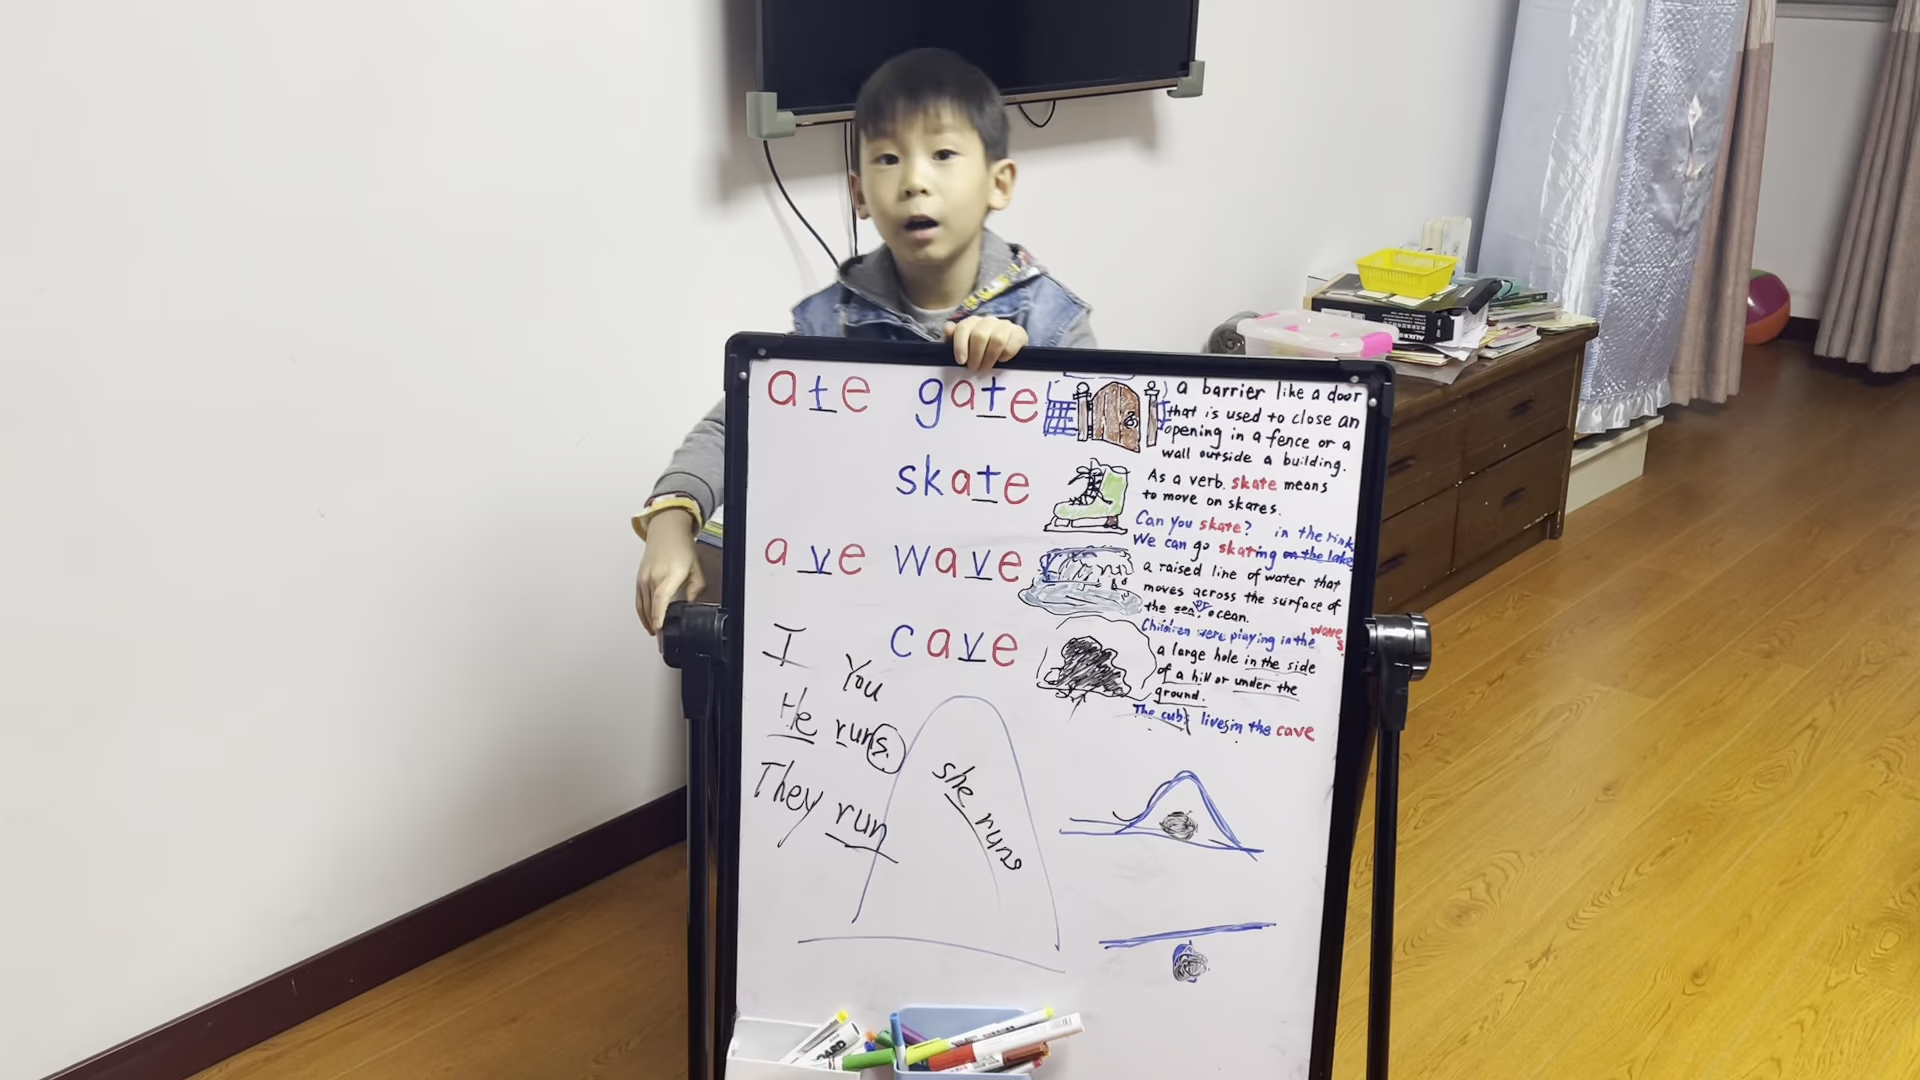 ate gate
a barrier like a door
that is used to close an
opening in a fence or a
wall outside a building.
skate
As a verb. skate means
to move on skates.
Can you skate? in the rink
We can go skating on the lake
ave wave
a raised line of water that
moves across the surface of
the sea, or ocean.
Children were playing in the waves.
cave
a large hole in the side
of a hill or under the
ground.
The cubs lives in the cave
I
You
He runs.
They run
she runs